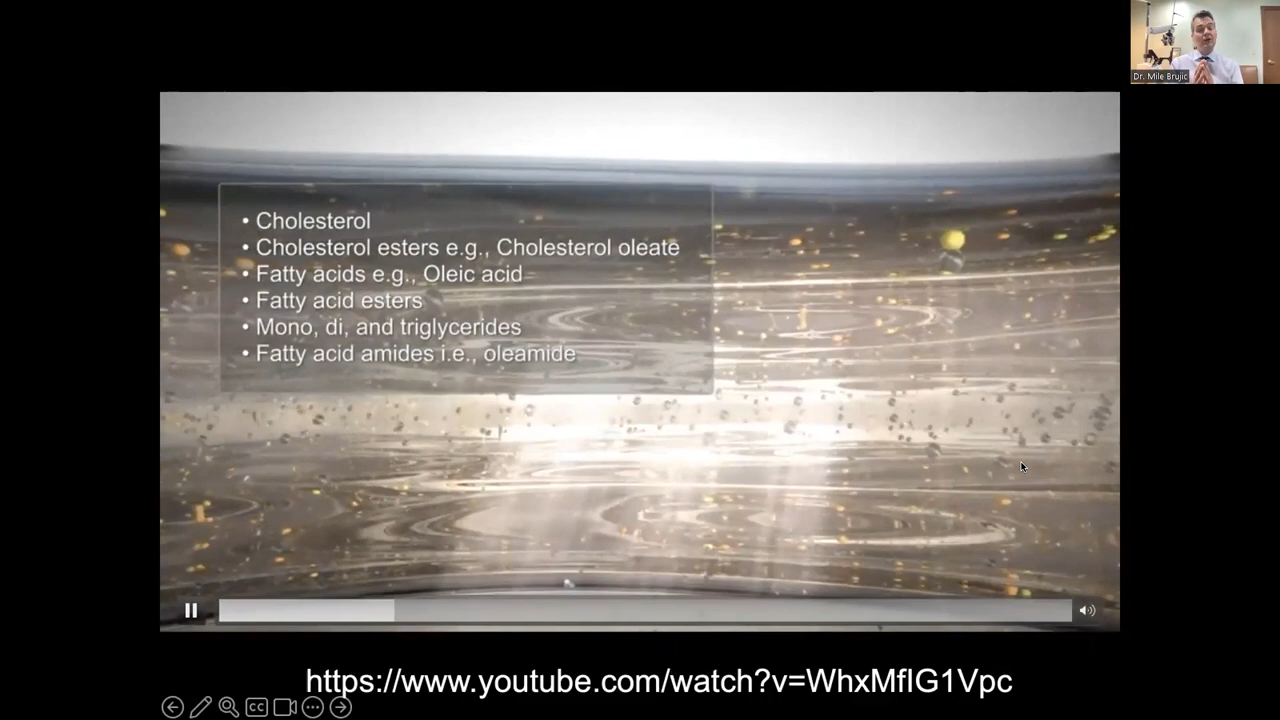 Dr. Mile Brujic
• Cholesterol
• Cholesterol esters e.g., Cholesterol oleate
• Fatty acids e.g., Oleic acid
• Fatty acid esters
• Mono, di, and triglycerides
• Fatty acid amides i.e., oleamide
https://www.youtube.com/watch?v=WhxMfIG1Vpc
CC